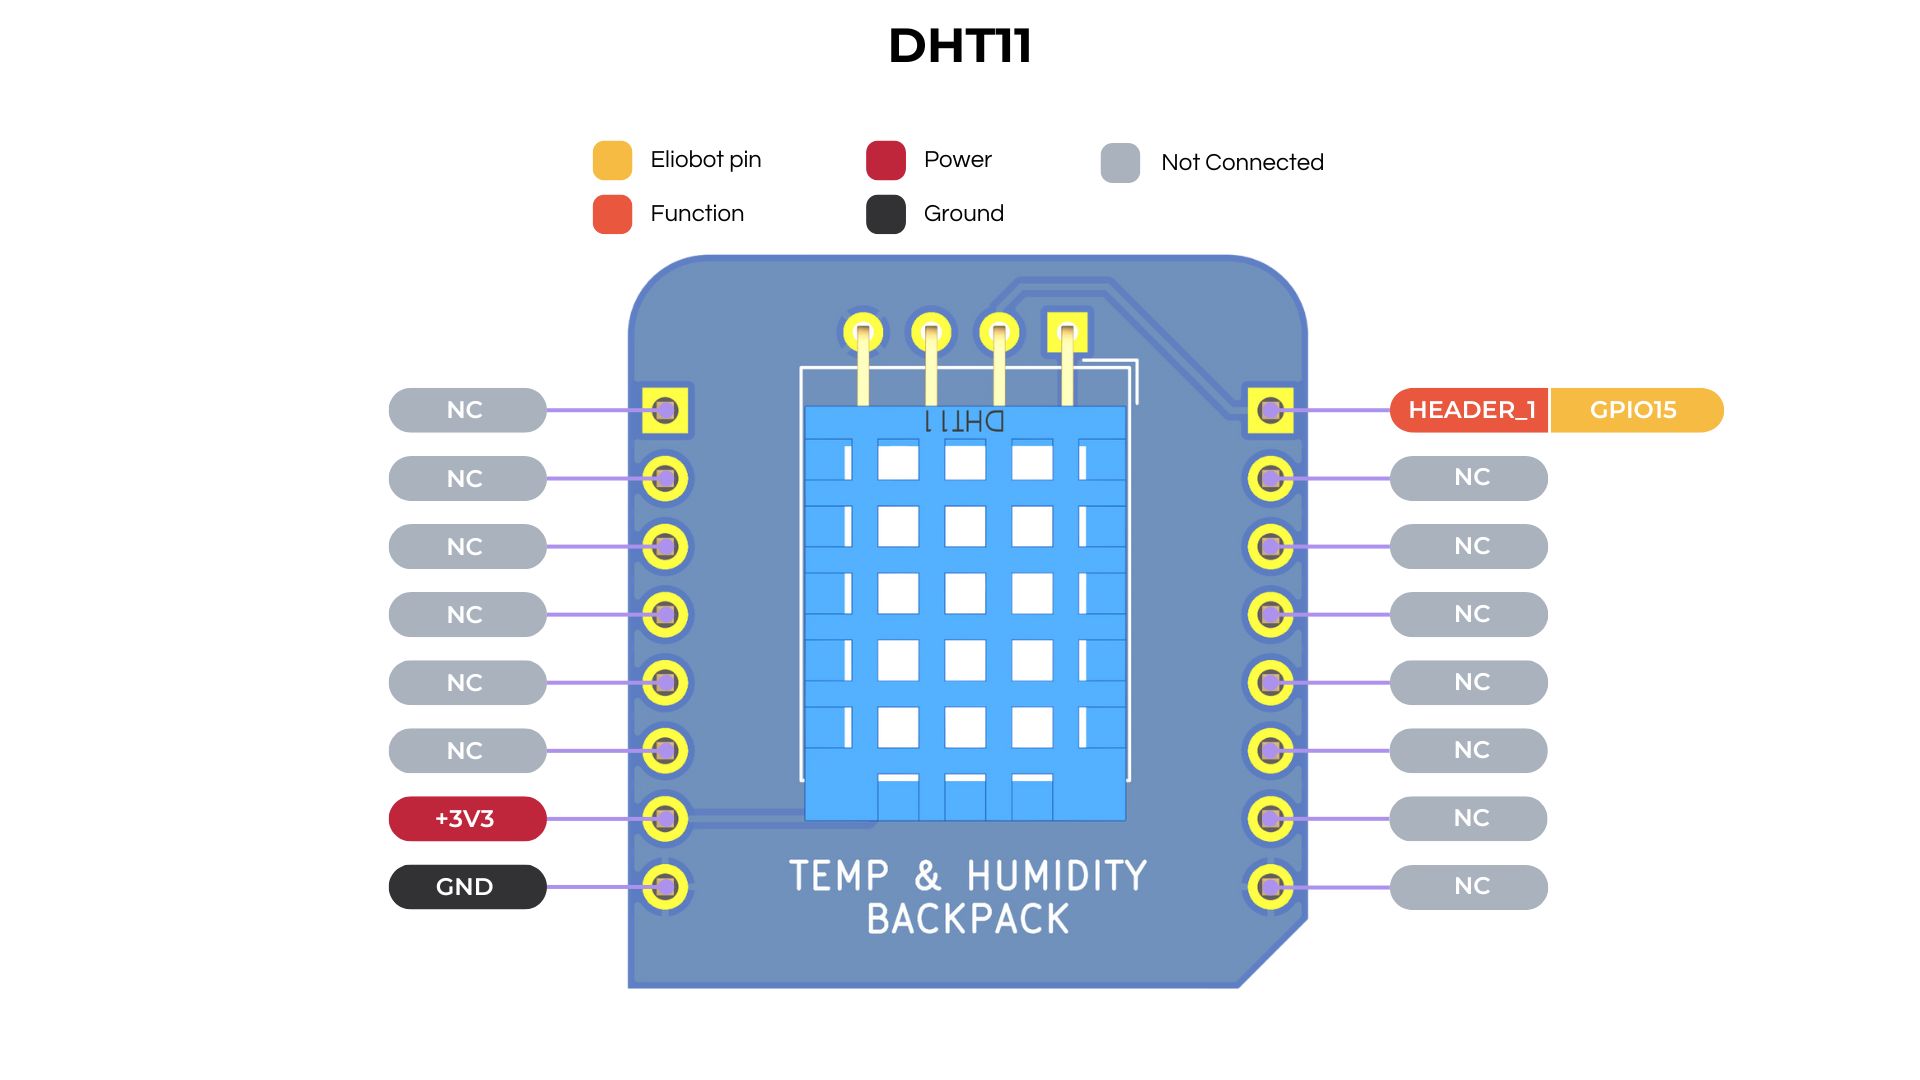 DHT11
Eliobot pin
Power
Not Connected
Function
Ground
DHT11
NC
HEADER_1 GPIO15
NC
NC
NC
NC
NC
NC
NC
NC
NC
NC
+3V3
NC
GND
NC
TEMP & HUMIDITY
BACKPACK